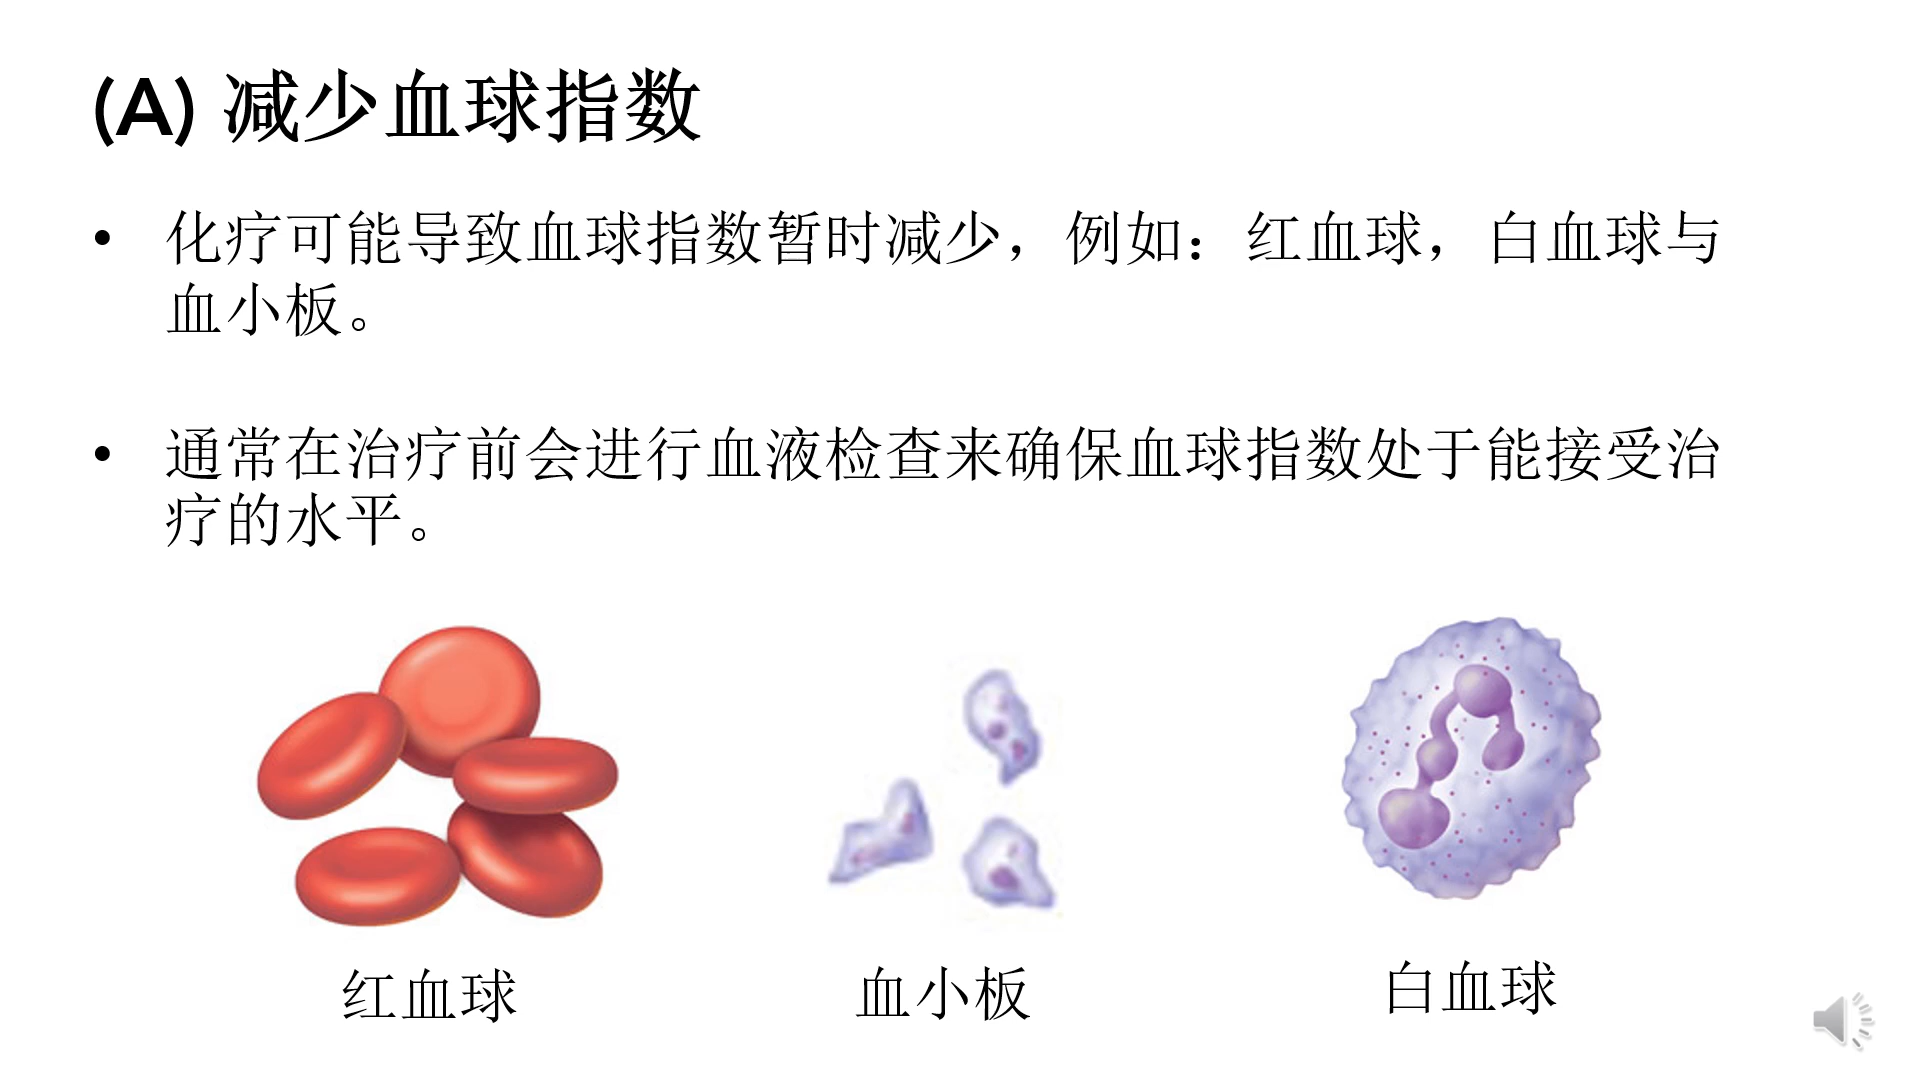 (A) 减少血球指数
• 化疗可能导致血球指数暂时减少，例如：红血球，白血球与
血小板。
• 通常在治疗前会进行血液检查来确保血球指数处于能接受治
疗的水平。
红血球
血小板
白血球